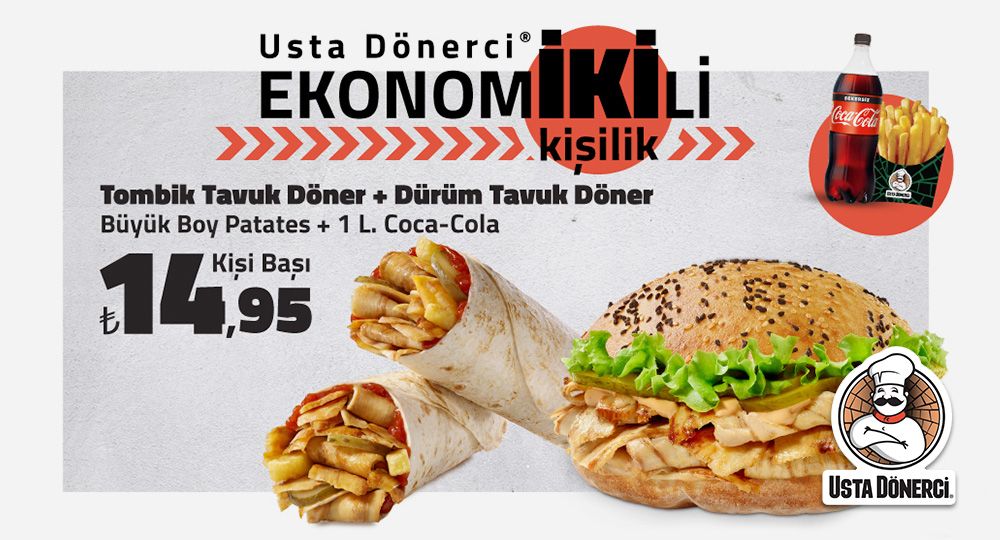 Usta Dönerci®
EKONOMİKİLİ
kişilik
Tombik Tavuk Döner + Dürüm Tavuk Döner
Büyük Boy Patates + 1 L. Coca-Cola
Kişi Başı
₺14,95
ŞEKERSİZ
Coca-Cola
USTA DÖNERCİ
USTA DÖNERCİ®